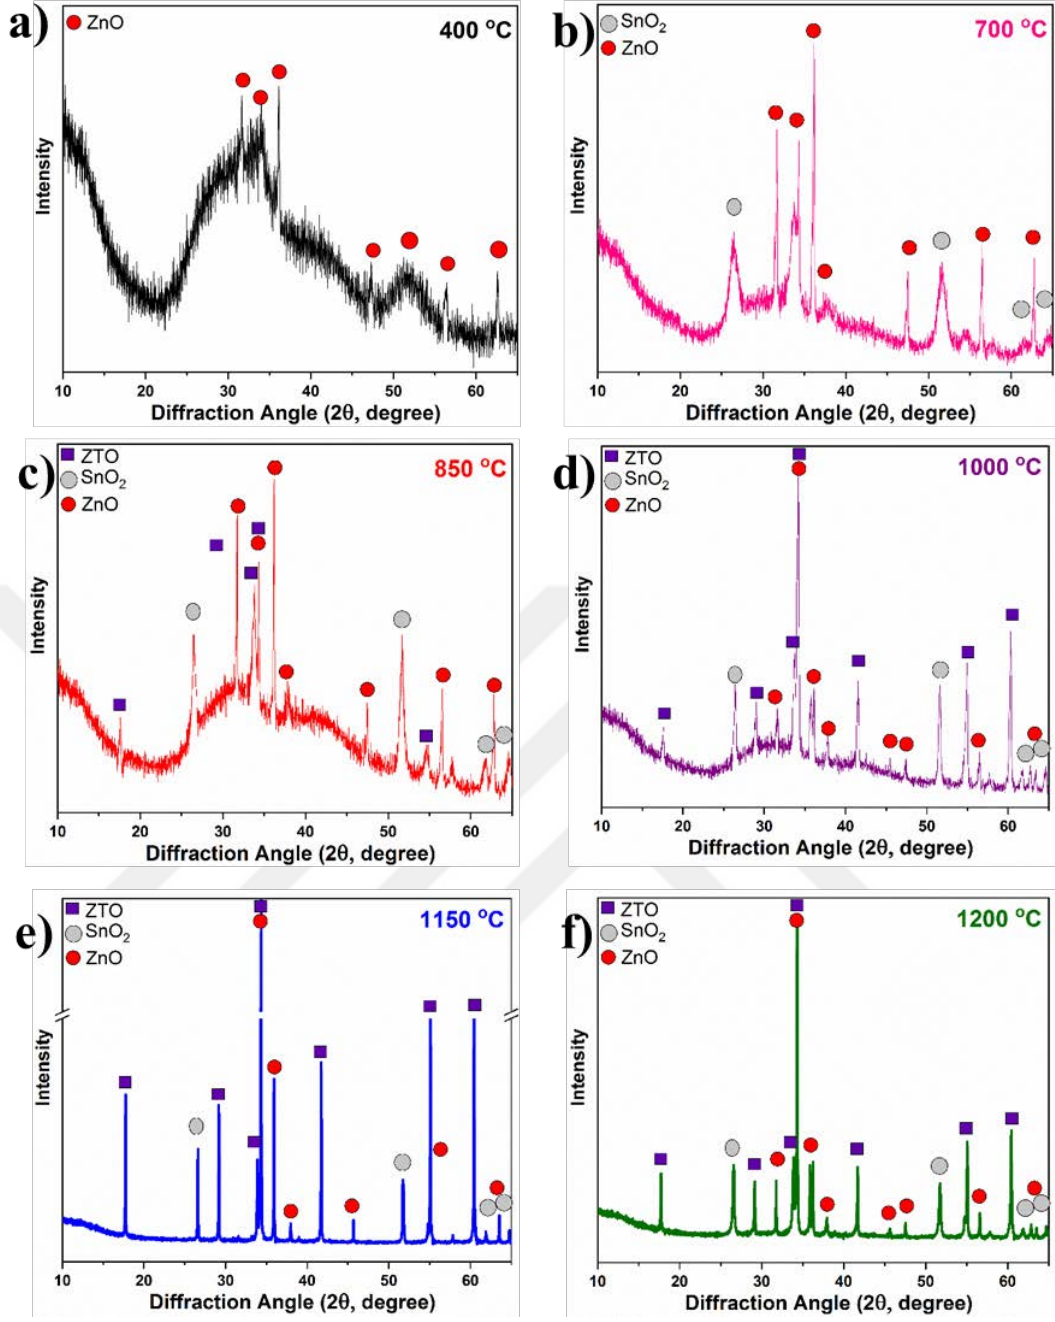 a)
ZnO
400 °C
Intensity
10 20 30 40 50 60
Diffraction Angle (2θ, degree)
b)
SnO₂
ZnO
700 °C
Intensity
10 20 30 40 50 60
Diffraction Angle (2θ, degree)
c)
ZTO
SnO₂
ZnO
850 °C
Intensity
10 20 30 40 50 60
Diffraction Angle (2θ, degree)
d)
ZTO
SnO₂
ZnO
1000 °C
Intensity
10 20 30 40 50 60
Diffraction Angle (2θ, degree)
e)
ZTO
SnO₂
ZnO
1150 °C
Intensity
10 20 30 40 50 60
Diffraction Angle (2θ, degree)
f)
ZTO
SnO₂
ZnO
1200 °C
Intensity
10 20 30 40 50 60
Diffraction Angle (2θ, degree)